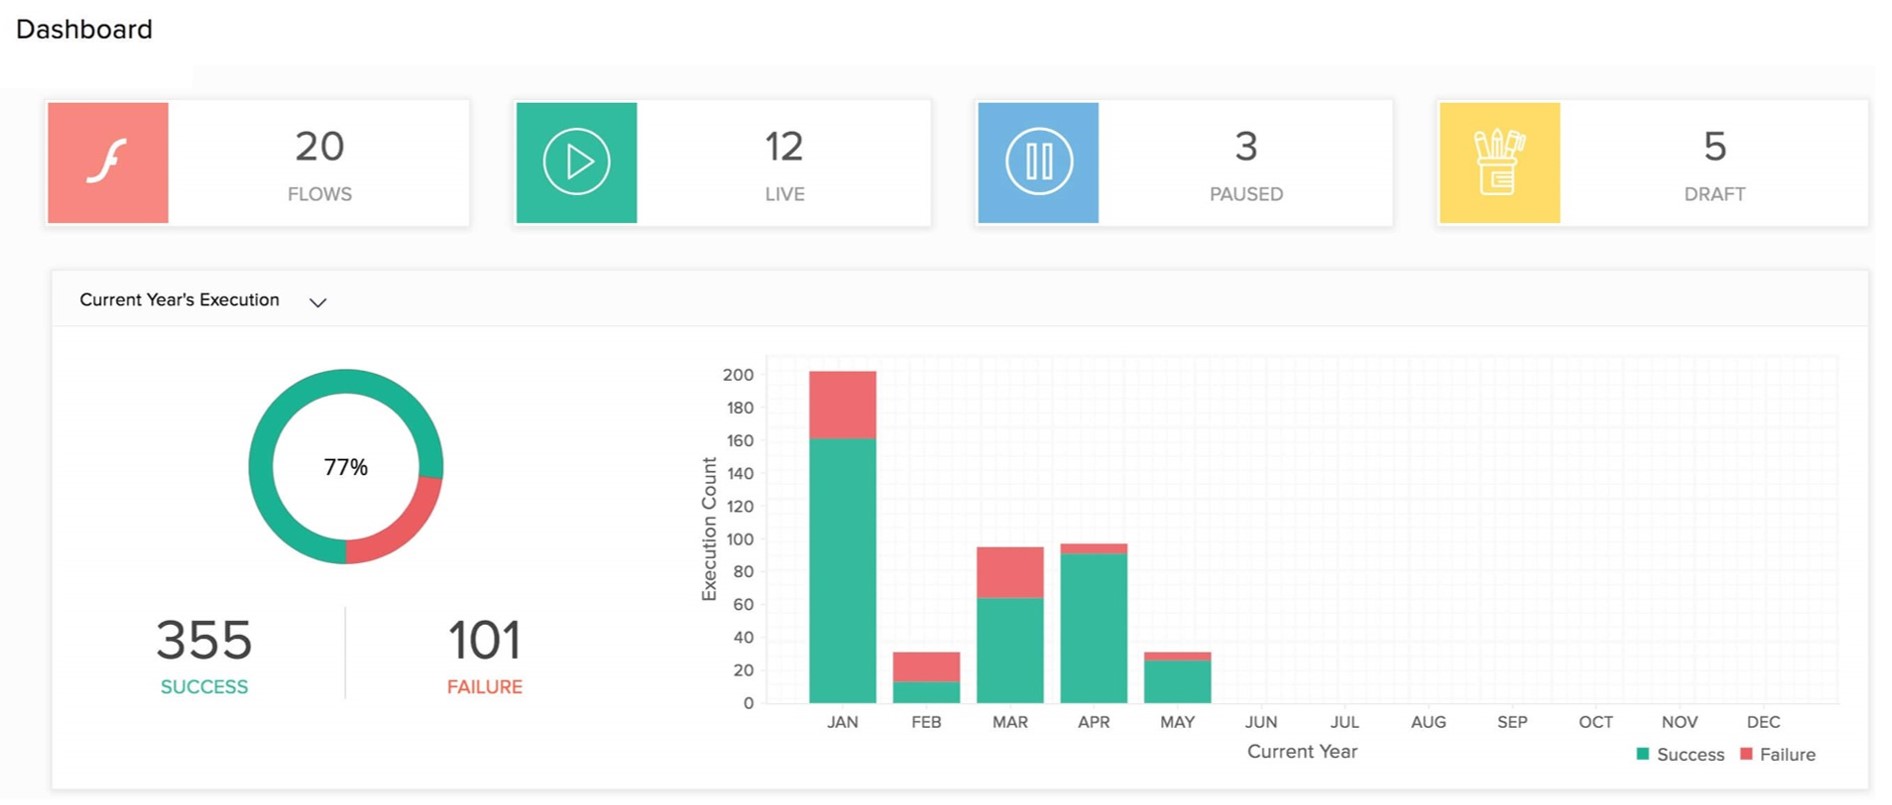 Dashboard
20
FLOWS
12
LIVE
3
PAUSED
5
DRAFT
Current Year's Execution
77%
355
SUCCESS
101
FAILURE
Execution Count
200
180
160
140
120
100
80
60
40
20
0
JAN FEB MAR APR MAY JUN JUL AUG SEP OCT NOV DEC
Current Year
Success Failure